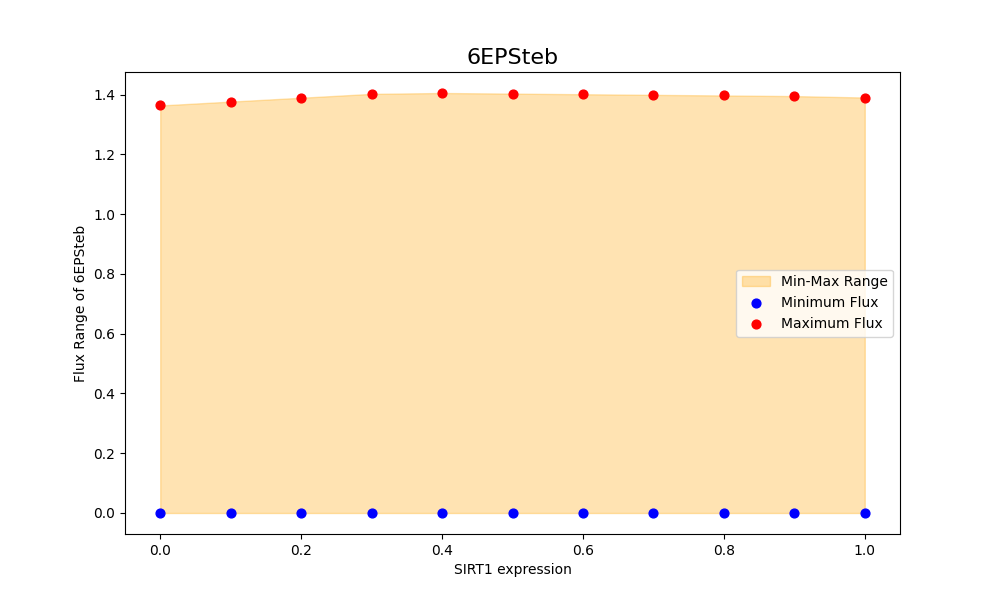 6EPSteb
Flux Range of 6EPSteb
1.4
1.2
1.0
0.8
0.6
0.4
0.2
0.0
Min-Max Range
Minimum Flux
Maximum Flux
0.0 0.2 0.4 0.6 0.8 1.0
SIRT1 expression